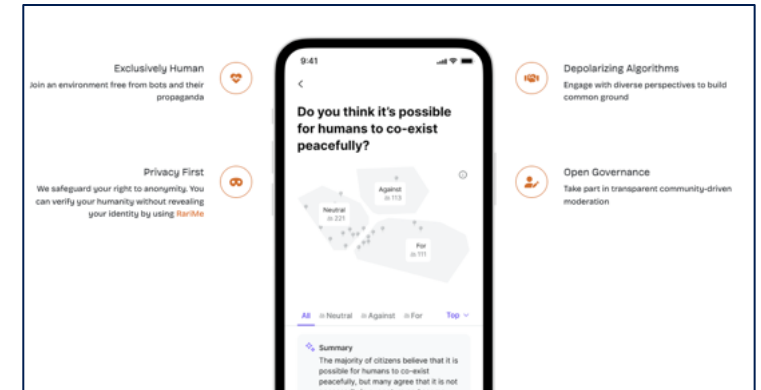 Exclusively Human
Join an environment free from bots and their
propaganda
Privacy First
We safeguard your right to anonymity. You
can verify your humanity without revealing
your identity by using RariMe
9:41
Do you think it's possible
for humans to co-exist
peacefully?
Against
113
Neutral
221
For
111
All Neutral Against For Top
Summary
The majority of citizens believe that it is
possible for humans to co-exist
peacefully, but many agree that it is not
Depolarizing Algorithms
Engage with diverse perspectives to build
common ground
Open Governance
Take part in transparent community-driven
moderation